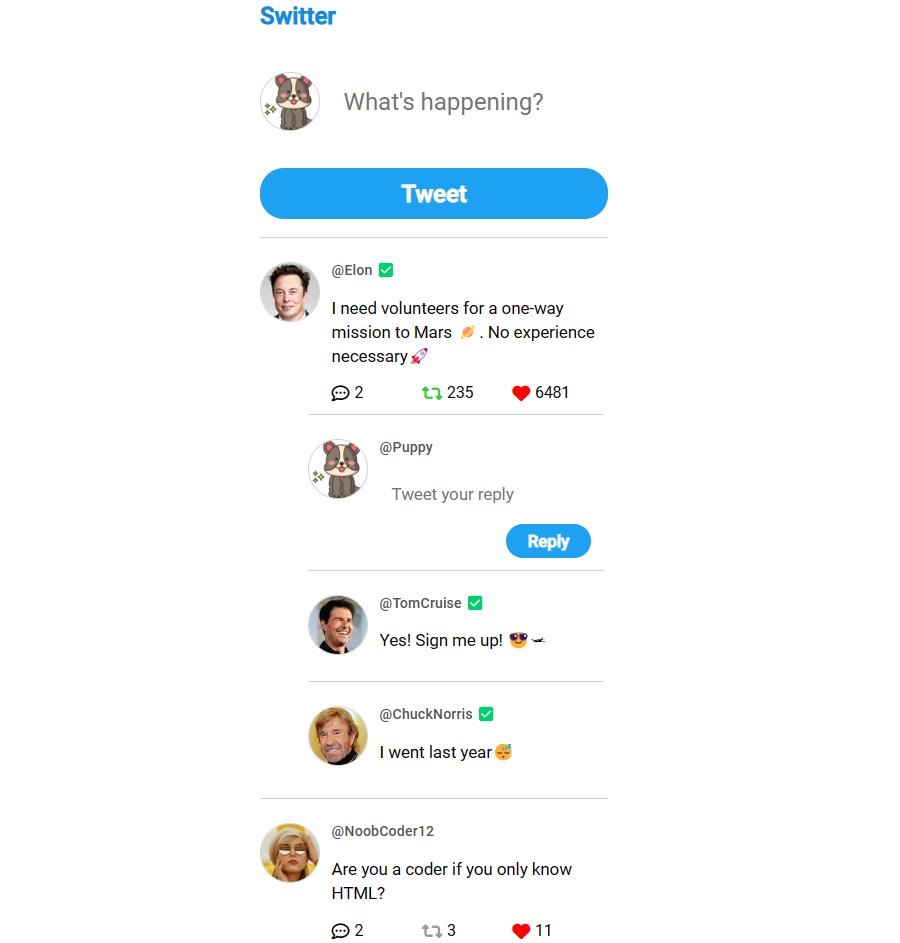 Switter
What's happening?
Tweet
@Elon
I need volunteers for a one-way
mission to Mars 🪐. No experience
necessary🚀
2 235 6481
@Puppy
Tweet your reply
Reply
@TomCruise ✅
Yes! Sign me up! 😎🛩
@ChuckNorris ✅
I went last year😴
@NoobCoder12
Are you a coder if you only know
HTML?
2 3 11